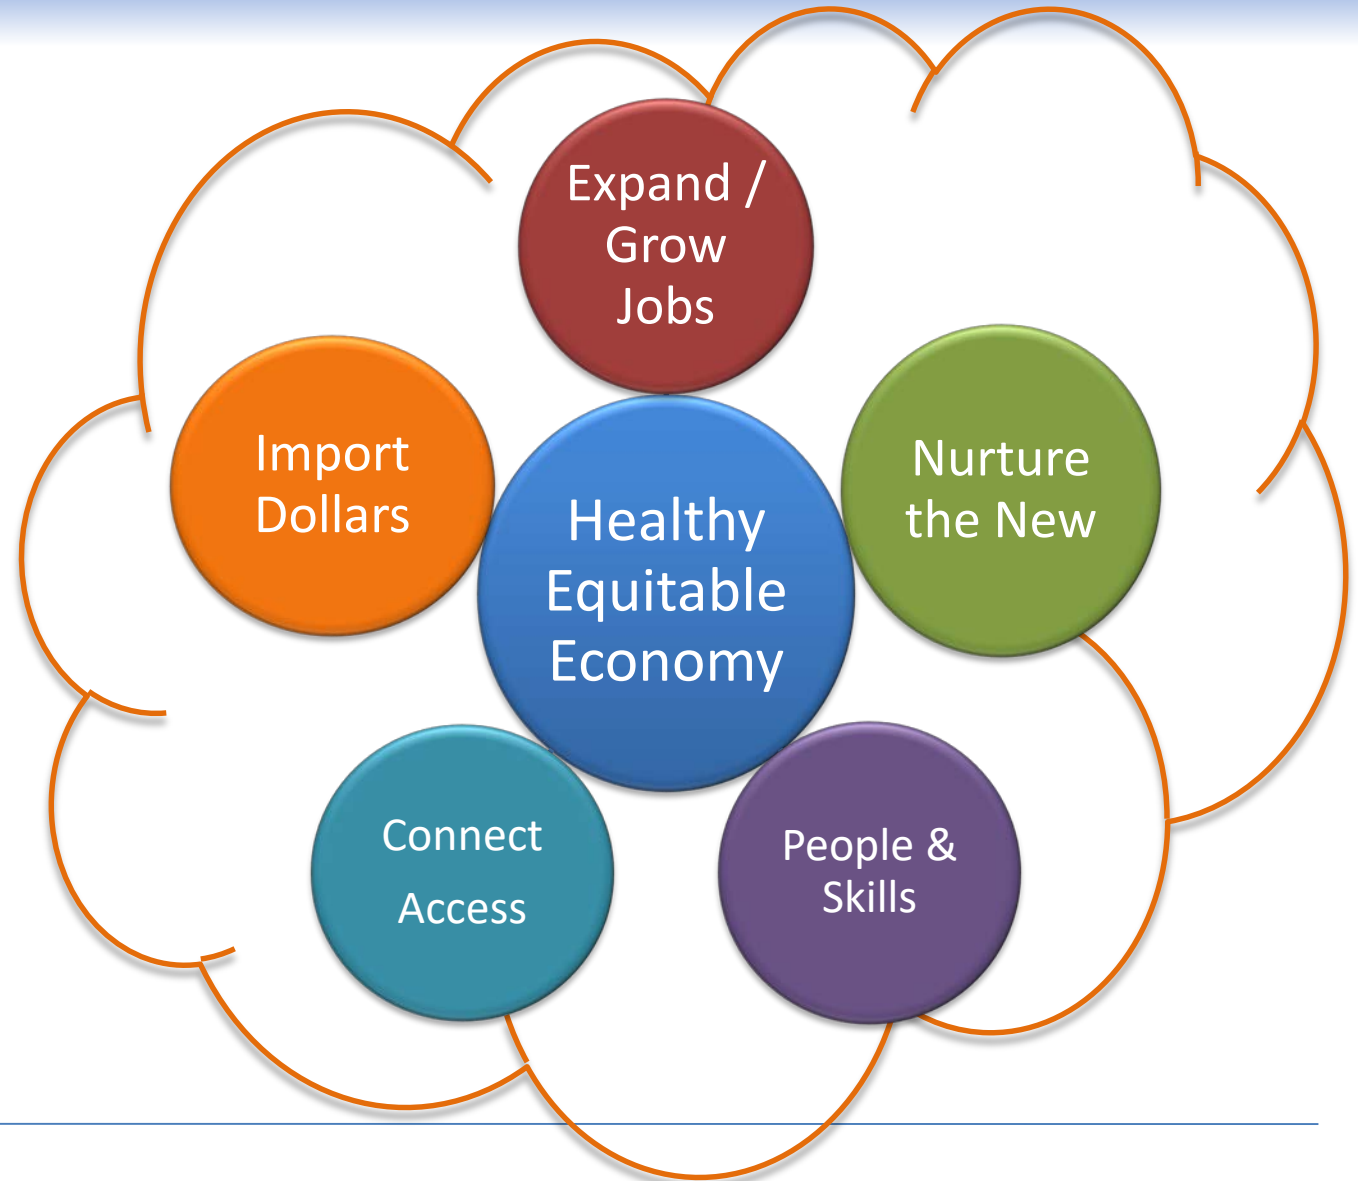 Expand /
Grow
Jobs
Import
Dollars
Nurture
the New
Healthy
Equitable
Economy
Connect
Access
People &
Skills